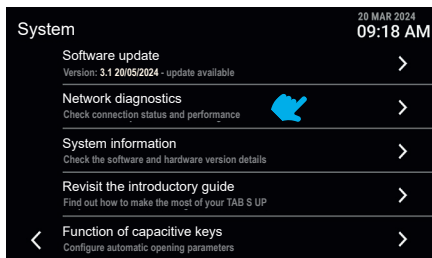 20 MAR 2024
System
09:18 AM
Software update
Version: 3.1 20/05/2024 - update available
Network diagnostics
Check connection status and performance
System information
Check the software and hardware version details
Revisit the introductory guide
Find out how to make the most of your TAB S UP
Function of capacitive keys
Configure automatic opening parameters